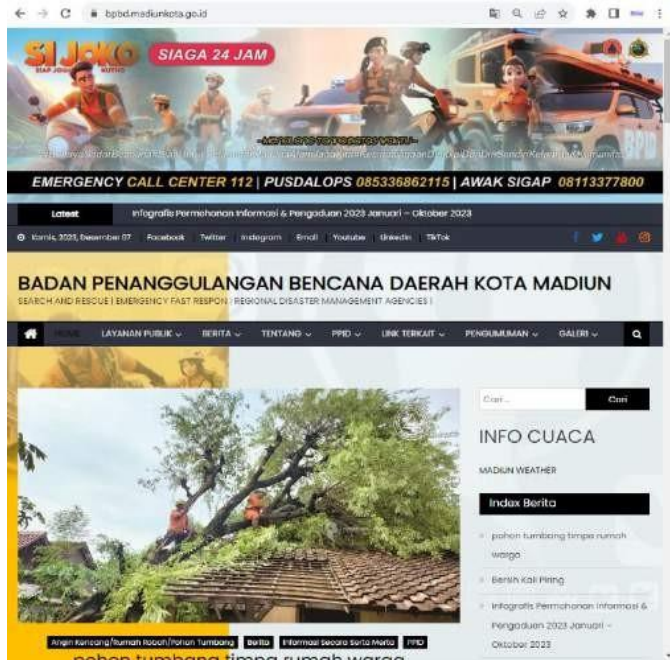 bpbd.madiunkota.go.id
SI JOKO
SIAP JOGO KUTHO
SIAGA 24 JAM
BPBD
EMERGENCY CALL CENTER 112 | PUSDALOPS 085336862115 | AWAK SIGAP 08113377800
Latest Infografis Permohonan Informasi & Pengaduan 2023 Januari – Oktober 2023
Kamis, 2023, Desember 07 Facebook Twitter Instagram Email Youtube Linkedin TikTok
BADAN PENANGGULANGAN BENCANA DAERAH KOTA MADIUN
SEARCH AND RESCUE | EMERGENCY FAST RESPON | REGIONAL DISASTER MANAGEMENT AGENCIES |
HOME LAYANAN PUBLIK BERITA TENTANG PPID LINK TERKAIT PENGUMUMAN GALERI
Cari ... Cari
INFO CUACA
MADIUN WEATHER
Index Berita
pohon tumbang timpa rumah
warga
Bersih Kali Piring
Infografis Permohonan Informasi &
Pengaduan 2023 Januari –
Oktober 2023
Angin Kencang/Rumah Roboh/Pohon Tumbang Berita Informasi Secara Serta Merta PPID
pohon tumbang timpa rumah warga